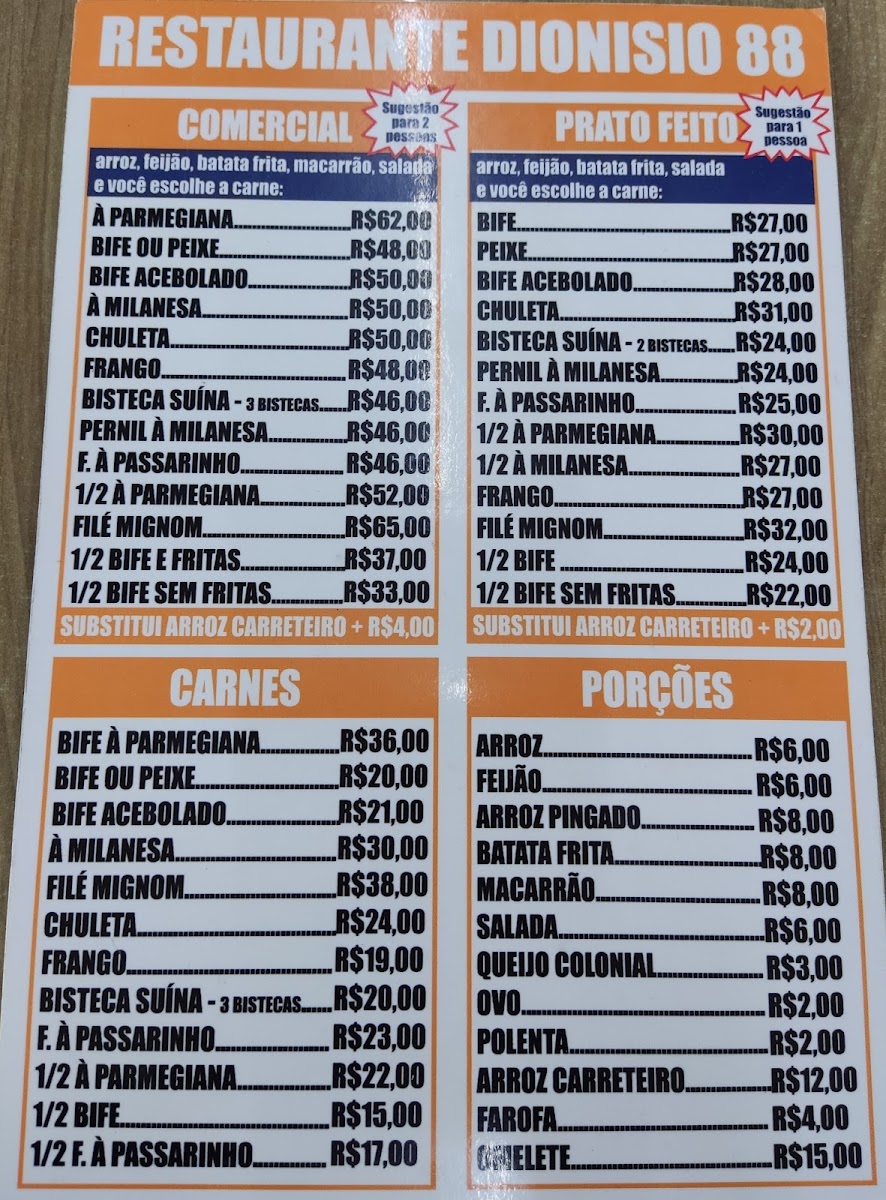 RESTAURANTE DIONISIO 88
COMERCIAL
Sugestão
para 2
pessoas
arroz, feijão, batata frita, macarrão, salada
e você escolhe a carne:
À PARMEGIANA..................R$62,00
BIFE OU PEIXE....................R$48,00
BIFE ACEBOLADO................R$50,00
À MILANESA.......................R$50,00
CHULETA............................R$50,00
FRANGO..............................R$48,00
BISTECA SUÍNA - 3 BISTECAS......R$46,00
PERNIL À MILANESA............R$46,00
F. À PASSARINHO................R$46,00
1/2 À PARMEGIANA.............R$52,00
FILÉ MIGNOM......................R$65,00
1/2 BIFE E FRITAS................R$37,00
1/2 BIFE SEM FRITAS............R$33,00
SUBSTITUI ARROZ CARRETEIRO + R$4,00
PRATO FEITO
Sugestão
para 1
pessoa
arroz, feijão, batata frita, salada
e você escolhe a carne:
BIFE...................................R$27,00
PEIXE.................................R$27,00
BIFE ACEBOLADO................R$28,00
CHULETA............................R$31,00
BISTECA SUÍNA - 2 BISTECAS......R$24,00
PERNIL À MILANESA............R$24,00
F. À PASSARINHO................R$25,00
1/2 À PARMEGIANA.............R$30,00
1/2 À MILANESA..................R$27,00
FRANGO..............................R$27,00
FILÉ MIGNOM......................R$32,00
1/2 BIFE .............................R$24,00
1/2 BIFE SEM FRITAS............R$22,00
SUBSTITUI ARROZ CARRETEIRO + R$2,00
CARNES
BIFE À PARMEGIANA............R$36,00
BIFE OU PEIXE.....................R$20,00
BIFE ACEBOLADO................R$21,00
À MILANESA........................R$30,00
FILÉ MIGNOM......................R$38,00
CHULETA.............................R$24,00
FRANGO..............................R$19,00
BISTECA SUÍNA - 3 BISTECAS......R$20,00
F. À PASSARINHO.................R$23,00
1/2 À PARMEGIANA..............R$22,00
1/2 BIFE..............................R$15,00
1/2 F. À PASSARINHO...........R$17,00
PORÇÕES
ARROZ................................R$6,00
FEIJÃO................................R$6,00
ARROZ PINGADO.................R$8,00
BATATA FRITA.....................R$8,00
MACARRÃO.........................R$8,00
SALADA...............................R$6,00
QUEIJO COLONIAL................R$3,00
OVO....................................R$2,00
POLENTA.............................R$2,00
ARROZ CARRETEIRO.............R$12,00
FAROFA...............................R$4,00
OMELETE.............................R$15,00